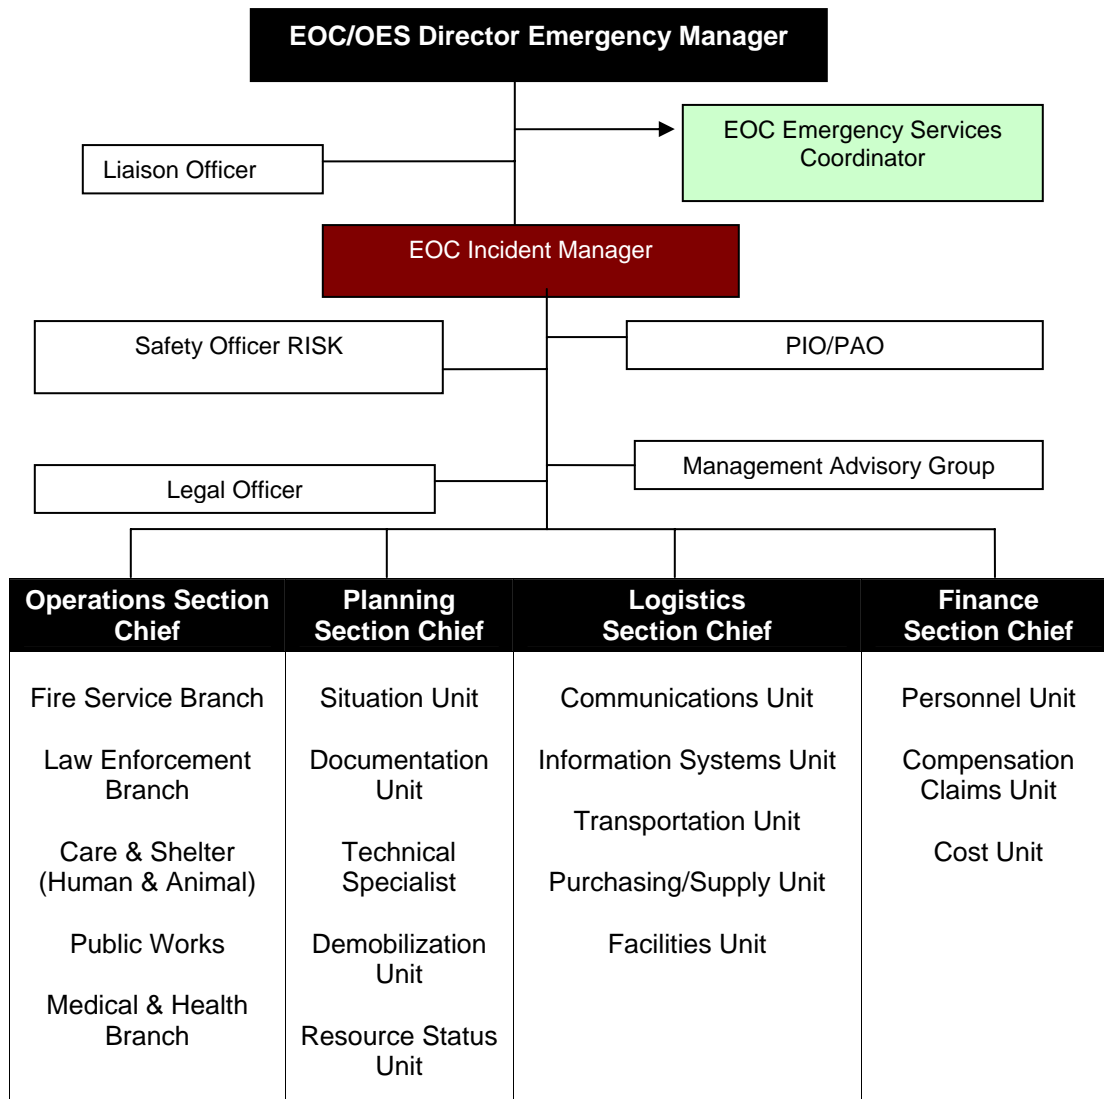 EOC/OES Director Emergency Manager
EOC Emergency Services
Coordinator
Liaison Officer
EOC Incident Manager
Safety Officer RISK
PIO/PAO
Management Advisory Group
Legal Officer
Operations Section
Chief
Fire Service Branch
Law Enforcement
Branch
Care & Shelter
(Human & Animal)
Public Works
Medical & Health
Branch
Planning
Section Chief
Situation Unit
Documentation
Unit
Technical
Specialist
Demobilization
Unit
Resource Status
Unit
Logistics
Section Chief
Communications Unit
Information Systems Unit
Transportation Unit
Purchasing/Supply Unit
Facilities Unit
Finance
Section Chief
Personnel Unit
Compensation
Claims Unit
Cost Unit